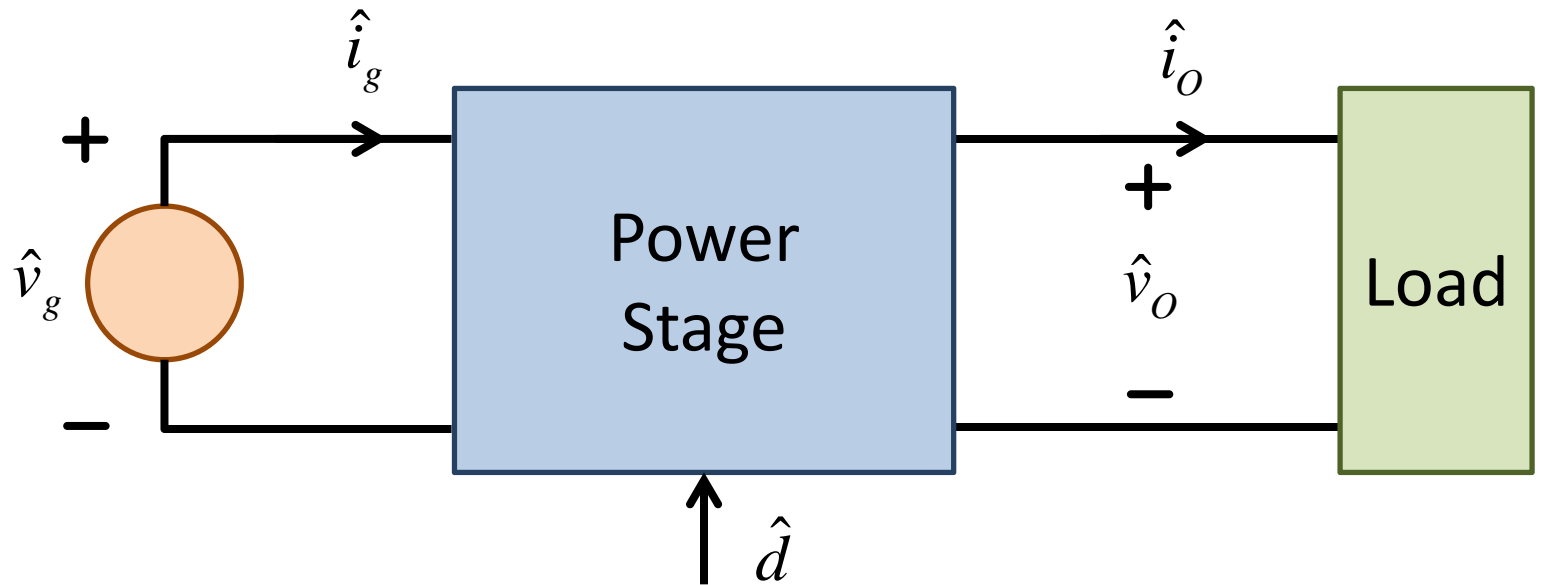 î_g
î_O
+
+
Power
Stage
v̂_g
v̂_O
Load
−
−
d̂